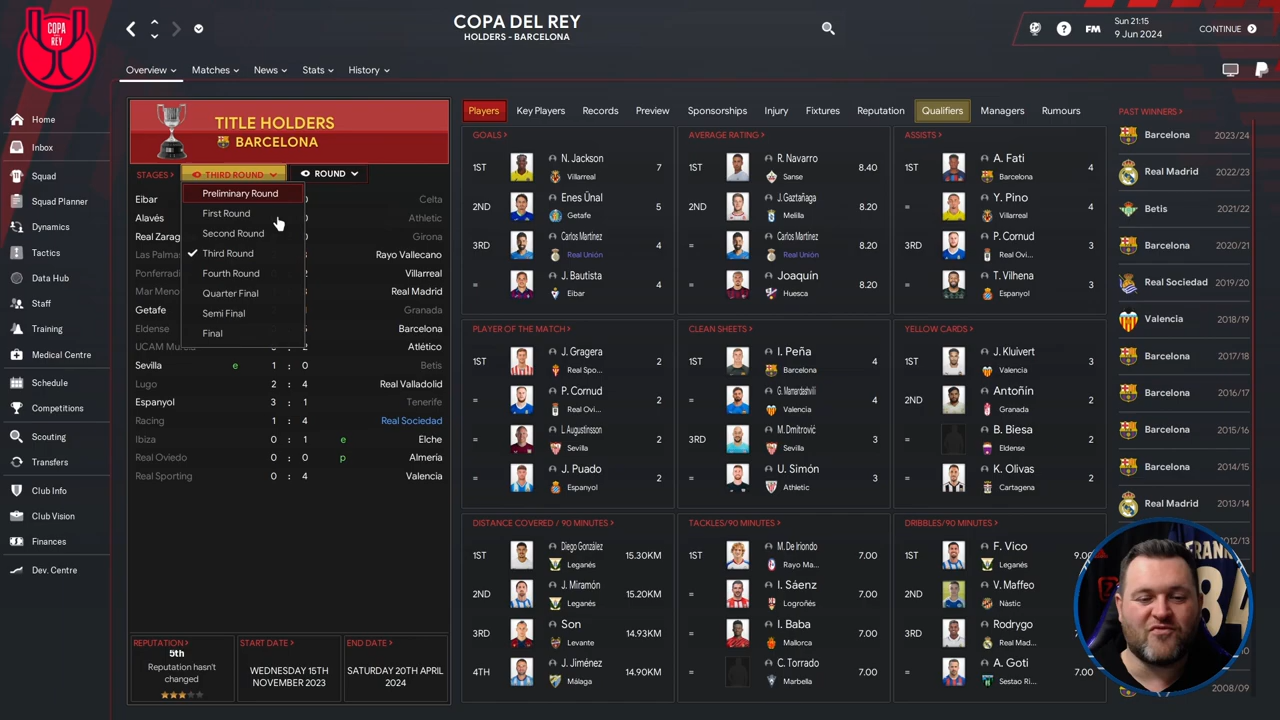 COPA DEL REY
COPA DEL REY
HOLDERS - BARCELONA
Sun 21:15
9 Jun 2024
FM
CONTINUE
Overview
Matches
News
Stats
History
Home
Inbox
Squad
Squad Planner
Dynamics
Tactics
Data Hub
Staff
Training
Medical Centre
Schedule
Competitions
Scouting
Transfers
Club Info
Club Vision
Finances
Dev. Centre
TITLE HOLDERS
BARCELONA
STAGES >
THIRD ROUND
ROUND
Preliminary Round
First Round
Second Round
Third Round
Fourth Round
Quarter Final
Semi Final
Final
Eibar Celta
Alavés Athletic
Real Zarag Girona
Las Palmas Rayo Vallecano
Ponferradi Villarreal
Mar Meno Real Madrid
Getafe Granada
Eldense Barcelona
UCAM Mur 0 : 2 Atlético
Sevilla e 1 : 0 Betis
Lugo 2 : 4 Real Valladolid
Espanyol 3 : 1 Tenerife
Racing 1 : 4 Real Sociedad
Ibiza 0 : 1 e Elche
Real Oviedo 0 : 0 p Almeria
Real Sporting 0 : 4 Valencia
REPUTATION >
5th
Reputation hasn't
changed
START DATE >
WEDNESDAY 15TH
NOVEMBER 2023
END DATE >
SATURDAY 20TH APRIL
2024
Players
Key Players
Records
Preview
Sponsorships
Injury
Fixtures
Reputation
Qualifiers
Managers
Rumours
GOALS >
1ST N. Jackson 7
Villarreal
2ND Enes Ünal 5
Getafe
3RD Carlos Martínez 4
Real Unión
= J. Bautista 4
Eibar
AVERAGE RATING >
1ST R. Navarro 8.40
Sanse
2ND J. Gaztañaga 8.20
Melilla
= Carlos Martínez 8.20
Real Unión
= Joaquín 8.20
Huesca
ASSISTS >
1ST A. Fati 4
Barcelona
= Y. Pino 4
Villarreal
3RD P. Cornud 3
Real Ovi...
= T. Vilhena 3
Espanyol
PLAYER OF THE MATCH >
1ST J. Gragera 2
Real Spo...
= P. Cornud 2
Real Ovi...
= L Augustinsson 2
Sevilla
= J. Puado 2
Espanyol
CLEAN SHEETS >
1ST I. Peña 4
Barcelona
= G. Mamardashvili 4
Valencia
3RD M. Dmitrović 3
Sevilla
= U. Simón 3
Athletic
YELLOW CARDS >
1ST J. Kluivert 3
Valencia
2ND Antoñín 2
Granada
= B. Biesa 2
Eldense
= K. Olivas 2
Cartagena
DISTANCE COVERED / 90 MINUTES >
1ST Diego González 15.30KM
Leganés
2ND J. Miramón 15.20KM
Leganés
3RD Son 14.93KM
Levante
4TH J. Jiménez 14.90KM
Málaga
TACKLES/90 MINUTES >
1ST M. De Iriondo 7.00
Rayo Ma...
= I. Sáenz 7.00
Logroñés
= I. Baba 7.00
Mallorca
= C. Torrado 7.00
Marbella
DRIBBLES/90 MINUTES >
1ST F. Vico 9.00
Leganés
2ND V. Maffeo
Nàstic
3RD Rodrygo
Real Mad...
= A. Goti
Sestao Ri...
PAST WINNERS >
Barcelona 2023/24
Real Madrid 2022/23
Betis 2021/22
Barcelona 2020/21
Real Sociedad 2019/20
Valencia 2018/19
Barcelona 2017/18
Barcelona 2016/17
Barcelona 2015/16
Barcelona 2014/15
Real Madrid 2013/14
2012/13
2008/09
FRANK
84